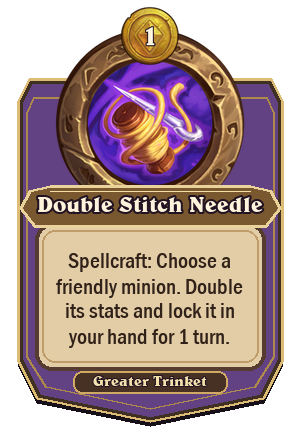 1
Double Stitch Needle
Spellcraft: Choose a
friendly minion. Double
its stats and lock it in
your hand for 1 turn.
Greater Trinket